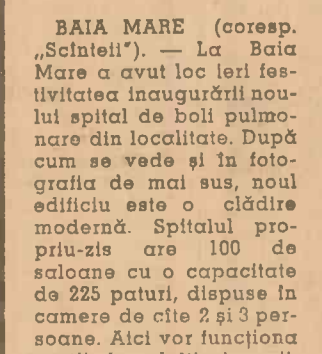 BAIA MARE (coresp.
„Scînteii"). — La Baia
Mare a avut loc ieri fes-
tivitatea inaugurării nou-
lui spital de boli pulmo-
nare din localitate. După
cum se vede și în foto-
grafia de mai sus, noul
edificiu este o clădire
modernă. Spitalul pro-
priu-zis are 100 de
saloane cu o capacitate
de 225 paturi, dispuse în
camere de cîte 2 și 3 per-
soane. Aici vor funcționa